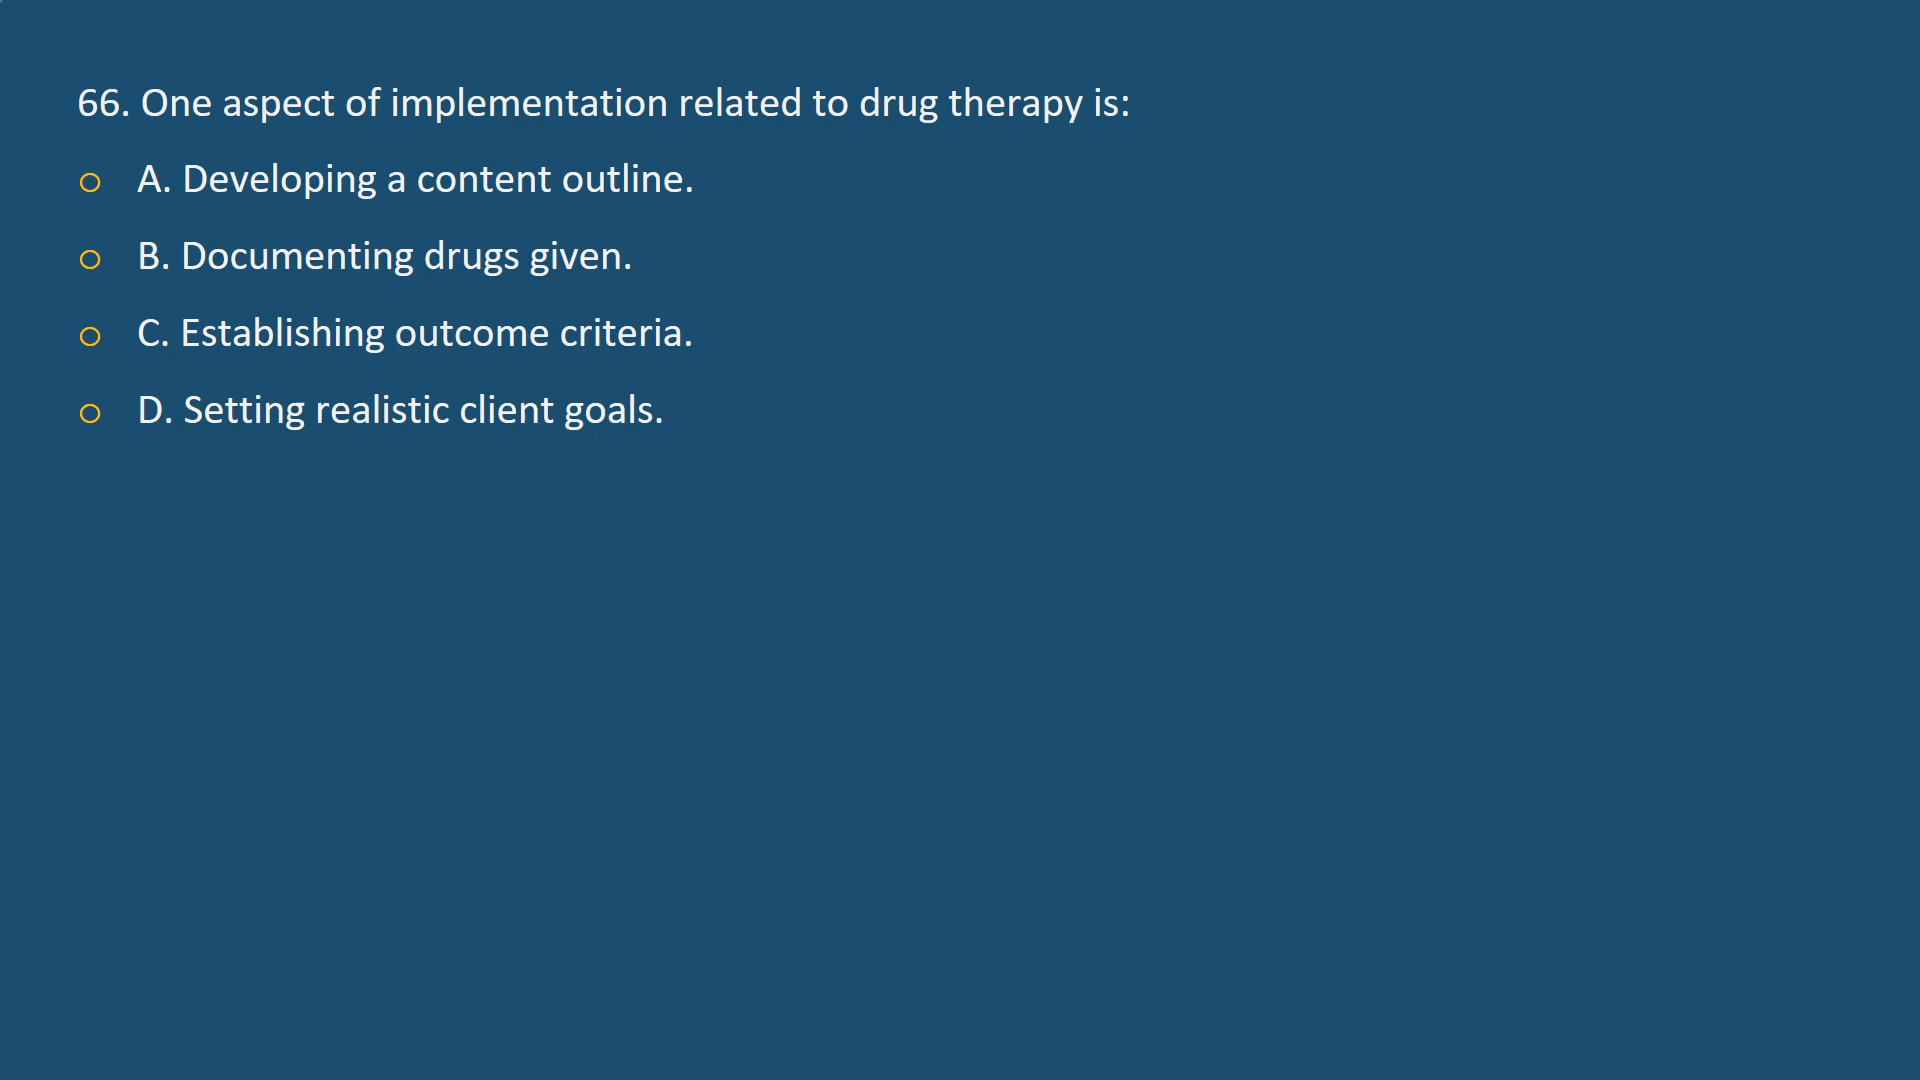 66. One aspect of implementation related to drug therapy is:
o A. Developing a content outline.
o B. Documenting drugs given.
o C. Establishing outcome criteria.
o D. Setting realistic client goals.